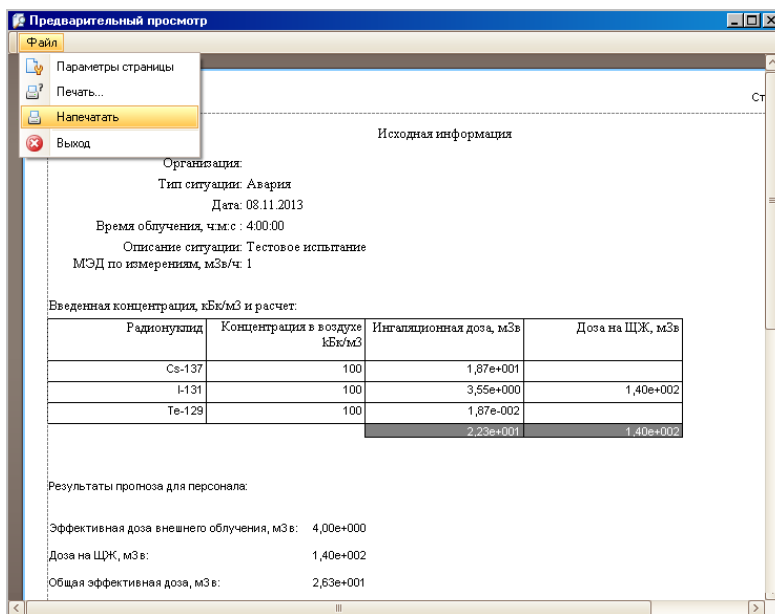 Предварительный просмотр
Файл
Параметры страницы
Печать...
Напечатать
Выход
Ст
Исходная информация
Организация:
Тип ситуации: Авария
Дата: 08.11.2013
Время облучения, ч:м:с : 4:00:00
Описание ситуации: Тестовое испытание
МЭД по измерениям, мЗв/ч: 1
Введенная концентрация, кБк/м3 и расчет:
Радионуклид Концентрация в воздухе Ингаляционная доза, мЗв Доза на ЩЖ, мЗв
кБк/м3
Cs-137 100 1,87e+001
I-131 100 3,55e+000 1,40e+002
Te-129 100 1,87e-002
2,23e+001 1,40e+002
Результаты прогноза для персонала:
Эффективная доза внешнего облучения, мЗв: 4,00e+000
Доза на ЩЖ, мЗв: 1,40e+002
Общая эффективная доза, мЗв: 2,63e+001